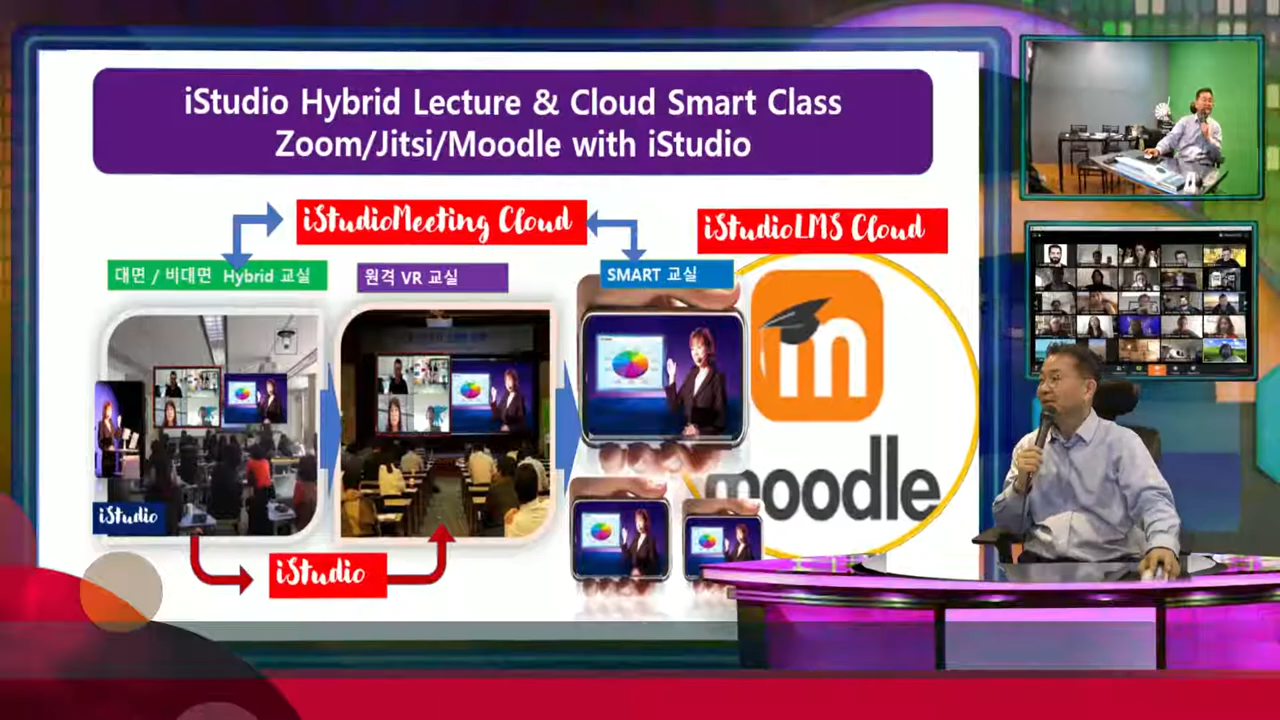 iStudio Hybrid Lecture & Cloud Smart Class
Zoom/Jitsi/Moodle with iStudio
iStudioMeeting Cloud
iStudioLMS Cloud
대면 / 비대면 Hybrid 교실
원격 VR 교실
SMART 교실
m
moodle
iStudio
iStudio